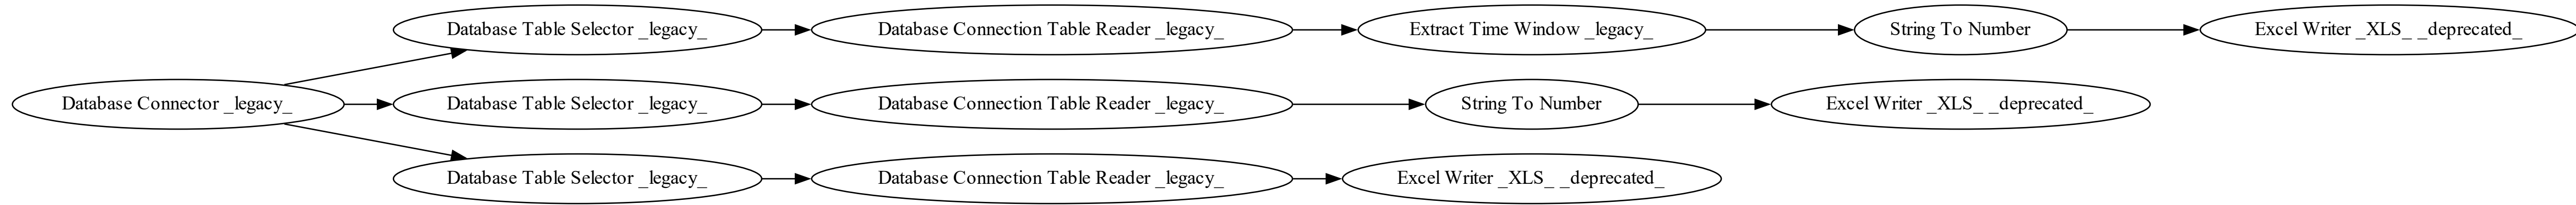 Database Table Selector _legacy_
Database Connection Table Reader _legacy_
Extract Time Window _legacy_
String To Number
Excel Writer _XLS_ _deprecated_
Database Connector _legacy_
Database Table Selector _legacy_
Database Connection Table Reader _legacy_
String To Number
Excel Writer _XLS_ _deprecated_
Database Table Selector _legacy_
Database Connection Table Reader _legacy_
Excel Writer _XLS_ _deprecated_